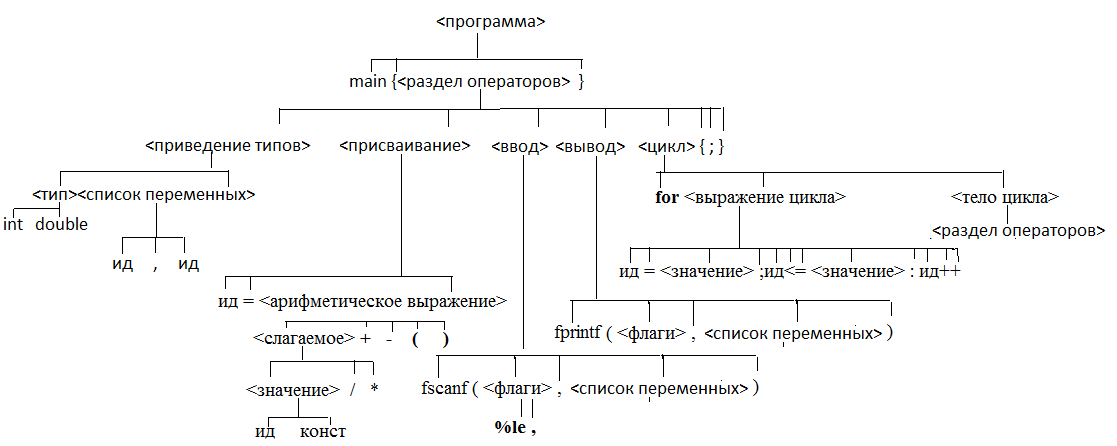 <программа>
main {<раздел операторов> }
<приведение типов> <присваивание> <ввод> <вывод> <цикл> { ; }
<тип><список переменных> for <выражение цикла> <тело цикла>
int double <раздел операторов>
ид , ид ид = <значение> ;ид<= <значение> : ид++
ид = <арифметическое выражение>
<слагаемое> + - ( ) fprintf ( <флаги> , <список переменных> )
<значение> / * fscanf ( <флаги> , <список переменных> )
ид конст %le ,